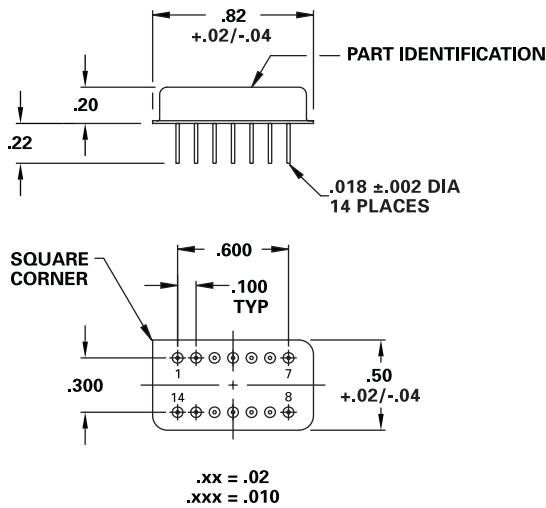 .82
+.02/-.04
PART IDENTIFICATION
.20
.22
.018 ±.002 DIA
14 PLACES
.600
SQUARE
CORNER
.100
TYP
1
7
.300
.50
+.02/-.04
14
8
.xx = .02
.xxx = .010